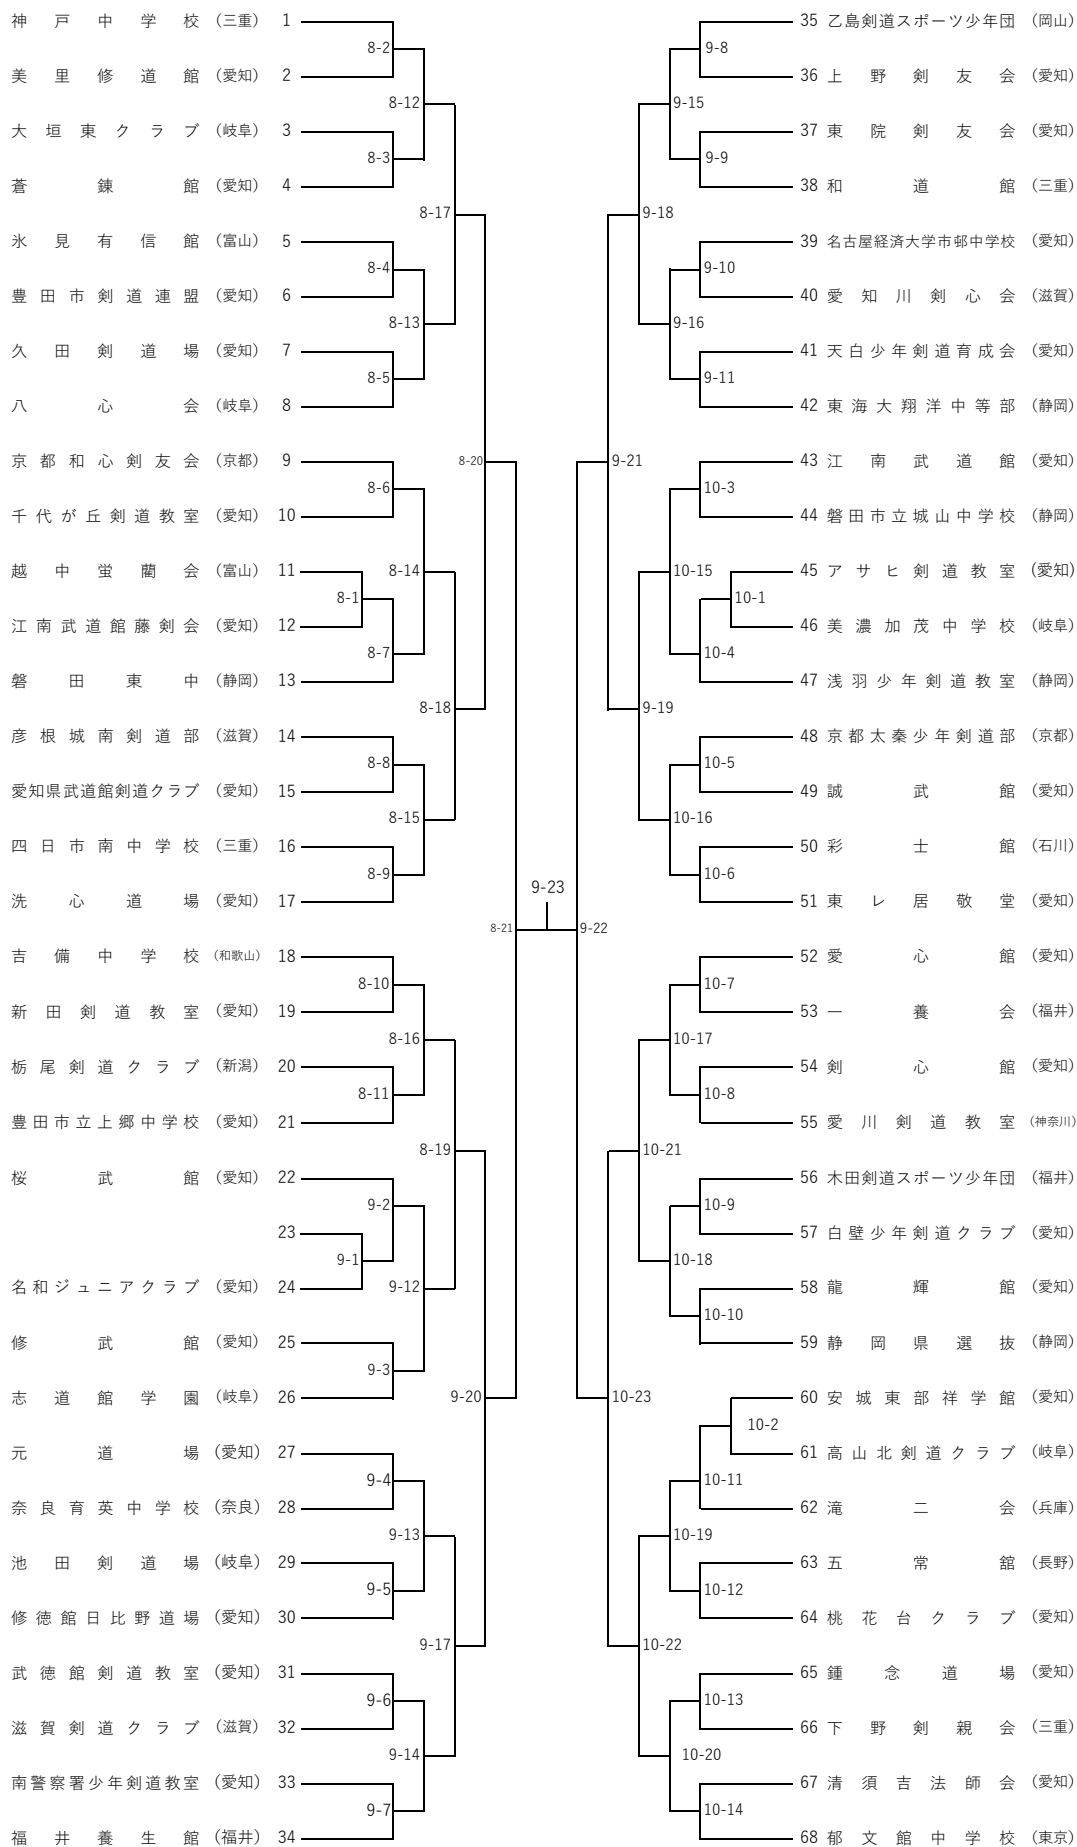 神戸中学校 (三重) 1
8-2
美里修道館 (愛知) 2
8-12
大垣東クラブ (岐阜) 3
8-3
蒼錬館 (愛知) 4
8-17
氷見有信館 (富山) 5
8-4
豊田市剣道連盟 (愛知) 6
8-13
久田剣道場 (愛知) 7
8-5
八心会 (岐阜) 8
京都和心剣友会 (京都) 9
8-20
8-6
千代が丘剣道教室 (愛知) 10
越中蛍蘭会 (富山) 11
8-14
8-1
江南武道館藤剣会 (愛知) 12
8-7
磐田東中 (静岡) 13
8-18
彦根城南剣道部 (滋賀) 14
8-8
愛知県武道館剣道クラブ (愛知) 15
8-15
四日市南中学校 (三重) 16
8-9
洗心道場 (愛知) 17
8-21
吉備中学校 (和歌山) 18
8-10
新田剣道教室 (愛知) 19
8-16
栃尾剣道クラブ (新潟) 20
8-11
豊田市立上郷中学校 (愛知) 21
8-19
桜武館 (愛知) 22
9-2
23
9-1
名和ジュニアクラブ (愛知) 24
9-12
修武館 (愛知) 25
9-3
志道館学園 (岐阜) 26
9-20
元道場 (愛知) 27
9-4
奈良育英中学校 (奈良) 28
9-13
池田剣道場 (岐阜) 29
9-5
修徳館日比野道場 (愛知) 30
9-17
武徳館剣道教室 (愛知) 31
9-6
滋賀剣道クラブ (滋賀) 32
9-14
南警察署少年剣道教室 (愛知) 33
9-7
福井養生館 (福井) 34
9-23
35 乙島剣道スポーツ少年団 (岡山)
9-8
36 上野剣友会 (愛知)
9-15
37 東院剣友会 (愛知)
9-9
38 和道館 (三重)
9-18
39 名古屋経済大学市邨中学校 (愛知)
9-10
40 愛知川剣心会 (滋賀)
9-16
41 天白少年剣道育成会 (愛知)
9-11
42 東海大翔洋中等部 (静岡)
9-21
43 江南武道館 (愛知)
10-3
44 磐田市立城山中学校 (静岡)
10-15
45 アサヒ剣道教室 (愛知)
10-1
46 美濃加茂中学校 (岐阜)
10-4
47 浅羽少年剣道教室 (静岡)
9-19
48 京都太秦少年剣道部 (京都)
10-5
49 誠武館 (愛知)
10-16
50 彩士館 (石川)
10-6
51 東レ居敬堂 (愛知)
9-22
52 愛心館 (愛知)
10-7
53 一養会 (福井)
10-17
54 剣心館 (愛知)
10-8
55 愛川剣道教室 (神奈川)
10-21
56 木田剣道スポーツ少年団 (福井)
10-9
57 白壁少年剣道クラブ (愛知)
10-18
58 龍輝館 (愛知)
10-10
59 静岡県選抜 (静岡)
10-23
60 安城東部祥学館 (愛知)
10-2
61 高山北剣道クラブ (岐阜)
10-11
62 滝二会 (兵庫)
10-19
63 五常舘 (長野)
10-12
64 桃花台クラブ (愛知)
10-22
65 鍾念道場 (愛知)
10-13
66 下野剣親会 (三重)
10-20
67 清須吉法師会 (愛知)
10-14
68 郁文館中学校 (東京)